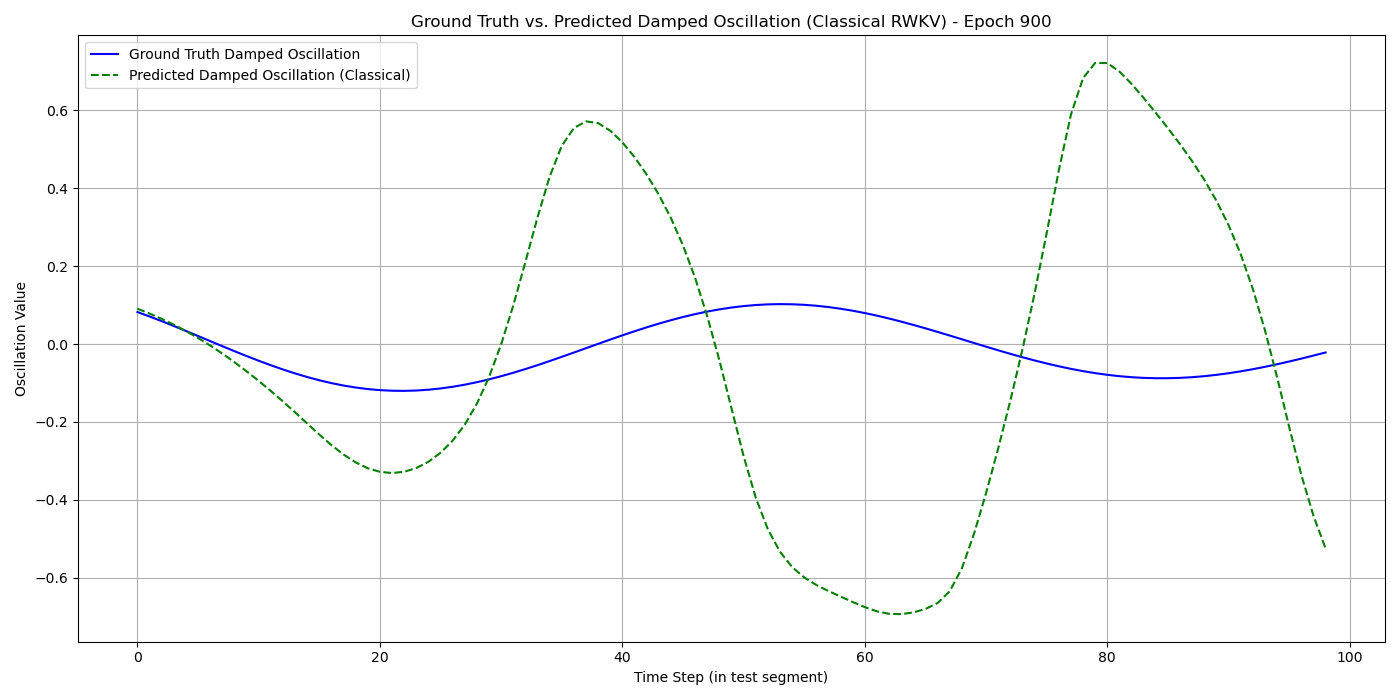 Ground Truth vs. Predicted Damped Oscillation (Classical RWKV) - Epoch 900
Ground Truth Damped Oscillation
Predicted Damped Oscillation (Classical)
Oscillation Value
0.6
0.4
0.2
0.0
−0.2
−0.4
−0.6
0 20 40 60 80 100
Time Step (in test segment)